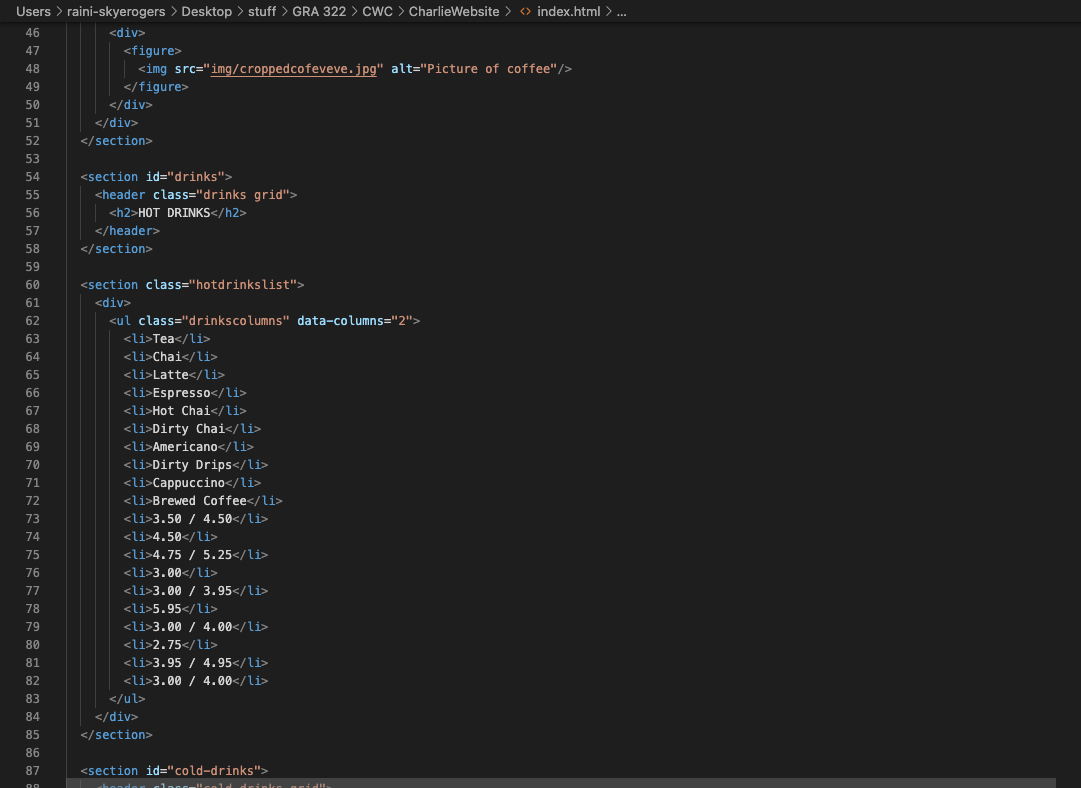 Users > raini-skyerogers > Desktop > stuff > GRA 322 > CWC > CharlieWebsite > <> index.html > ...
46 <div>
47 <figure>
48 <img src="img/croppedcofeveve.jpg" alt="Picture of coffee"/>
49 </figure>
50 </div>
51 </div>
52 </section>
53
54 <section id="drinks">
55 <header class="drinks grid">
56 <h2>HOT DRINKS</h2>
57 </header>
58 </section>
59
60 <section class="hotdrinkslist">
61 <div>
62 <ul class="drinkscolumns" data-columns="2">
63 <li>Tea</li>
64 <li>Chai</li>
65 <li>Latte</li>
66 <li>Espresso</li>
67 <li>Hot Chai</li>
68 <li>Dirty Chai</li>
69 <li>Americano</li>
70 <li>Dirty Drips</li>
71 <li>Cappuccino</li>
72 <li>Brewed Coffee</li>
73 <li>3.50 / 4.50</li>
74 <li>4.50</li>
75 <li>4.75 / 5.25</li>
76 <li>3.00</li>
77 <li>3.00 / 3.95</li>
78 <li>5.95</li>
79 <li>3.00 / 4.00</li>
80 <li>2.75</li>
81 <li>3.95 / 4.95</li>
82 <li>3.00 / 4.00</li>
83 </ul>
84 </div>
85 </section>
86
87 <section id="cold-drinks">
88 <header class="cold drinks grid">